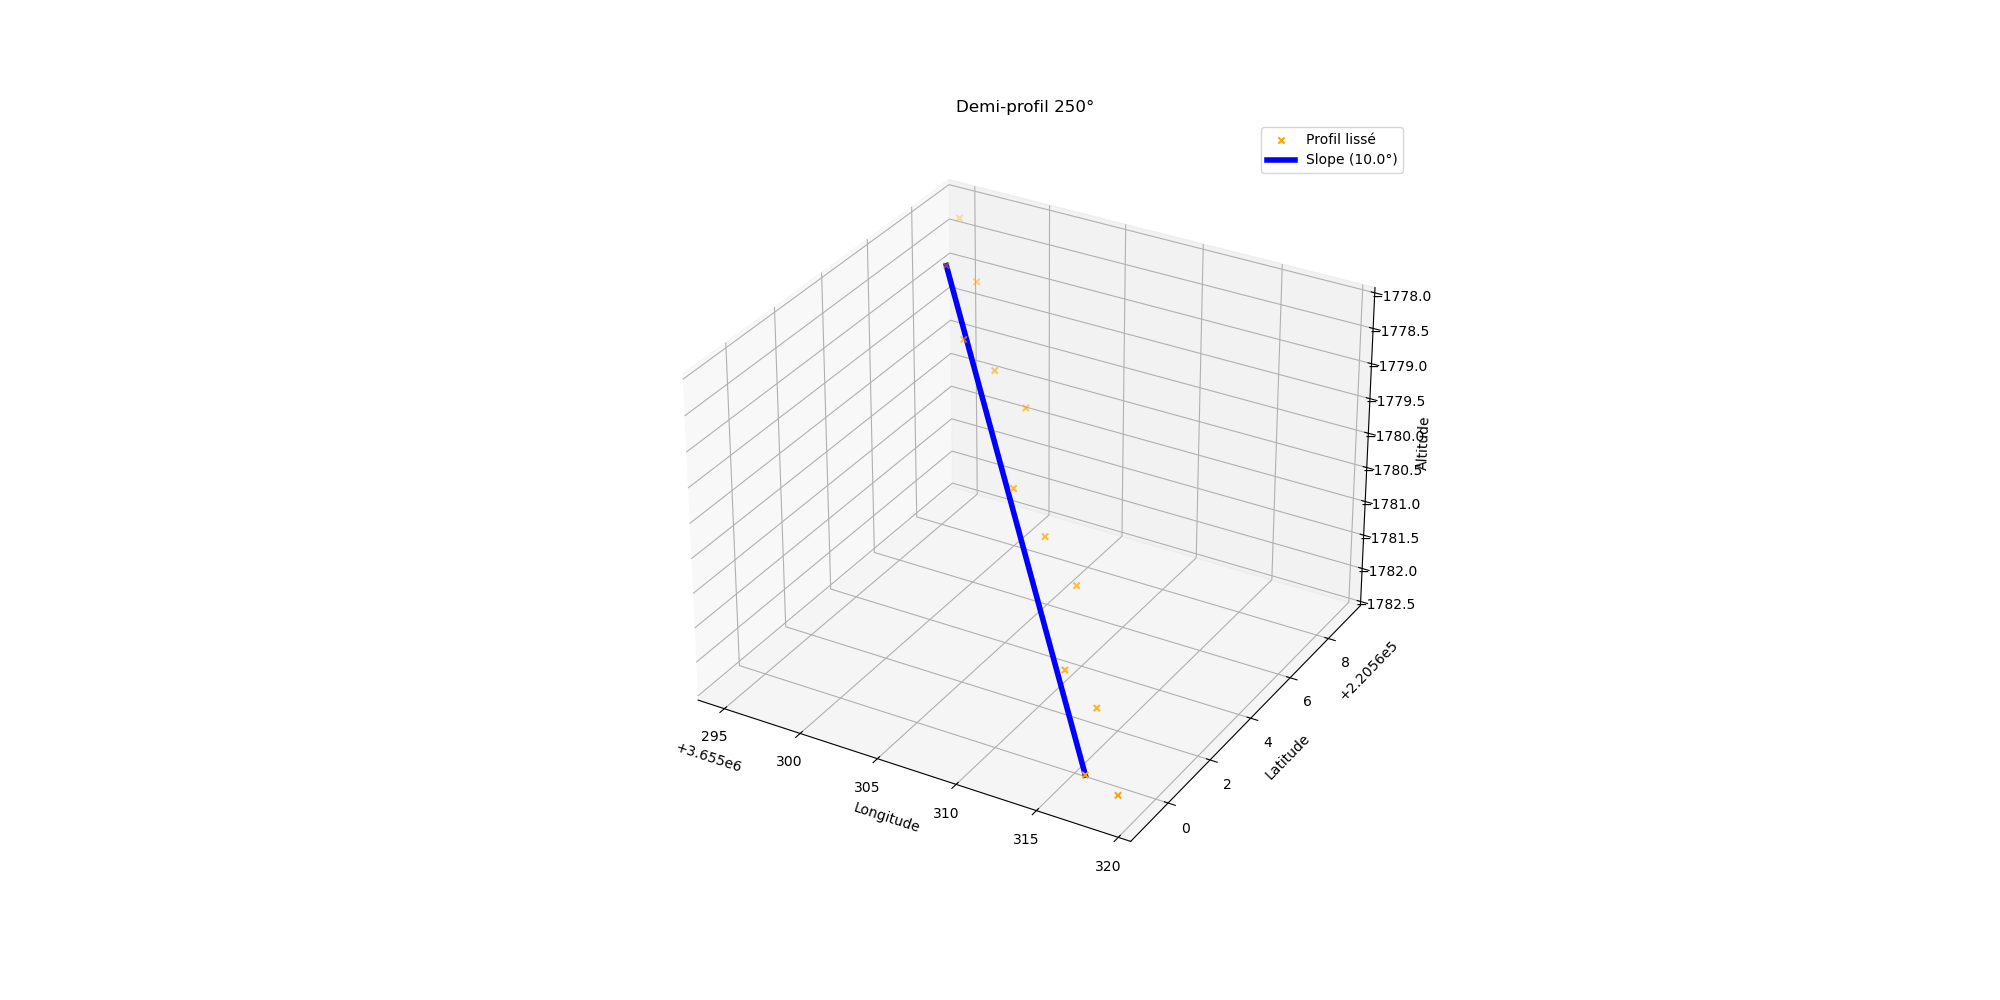 Demi-profil 250°
Profil lissé
Slope (10.0°)
−1778.0
−1778.5
−1779.0
−1779.5
−1780.0
−1780.5
−1781.0
−1781.5
−1782.0
−1782.5
Altitude
8
6
4
2
0
+2.2056e5
Latitude
295
300
305
310
315
320
+3.655e6
Longitude